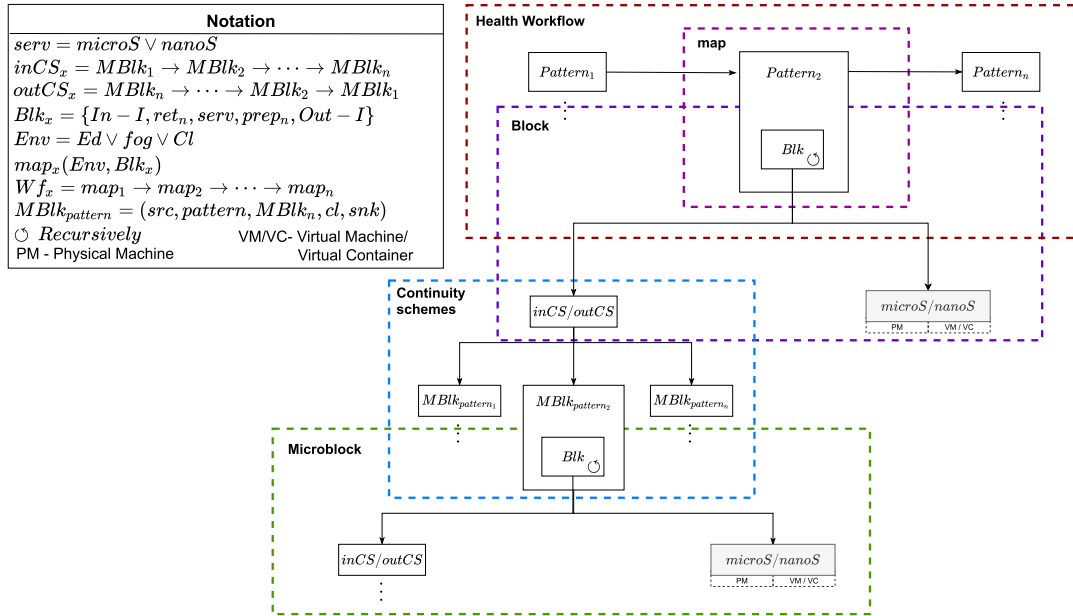 Notation
serv = microS ∨ nanoS
inCS_x = MBlk_1 → MBlk_2 → ⋯ → MBlk_n
outCS_x = MBlk_n → ⋯ → MBlk_2 → MBlk_1
Blk_x = {In − I, ret_n, serv, prep_n, Out − I}
Env = Ed ∨ fog ∨ Cl
map_x(Env, Blk_x)
Wf_x = map_1 → map_2 → ⋯ → map_n
MBlk_pattern = (src, pattern, MBlk_n, cl, snk)
↺ Recursively
PM - Physical Machine
VM/VC- Virtual Machine/
Virtual Container
Health Workflow
map
Pattern_1
Pattern_2
Pattern_n
Block
Blk
inCS/outCS
microS/nanoS
PM
VM / VC
Continuity
schemes
MBlk_pattern_1
MBlk_pattern_2
MBlk_pattern_n
Microblock
Blk
inCS/outCS
microS/nanoS
PM
VM / VC